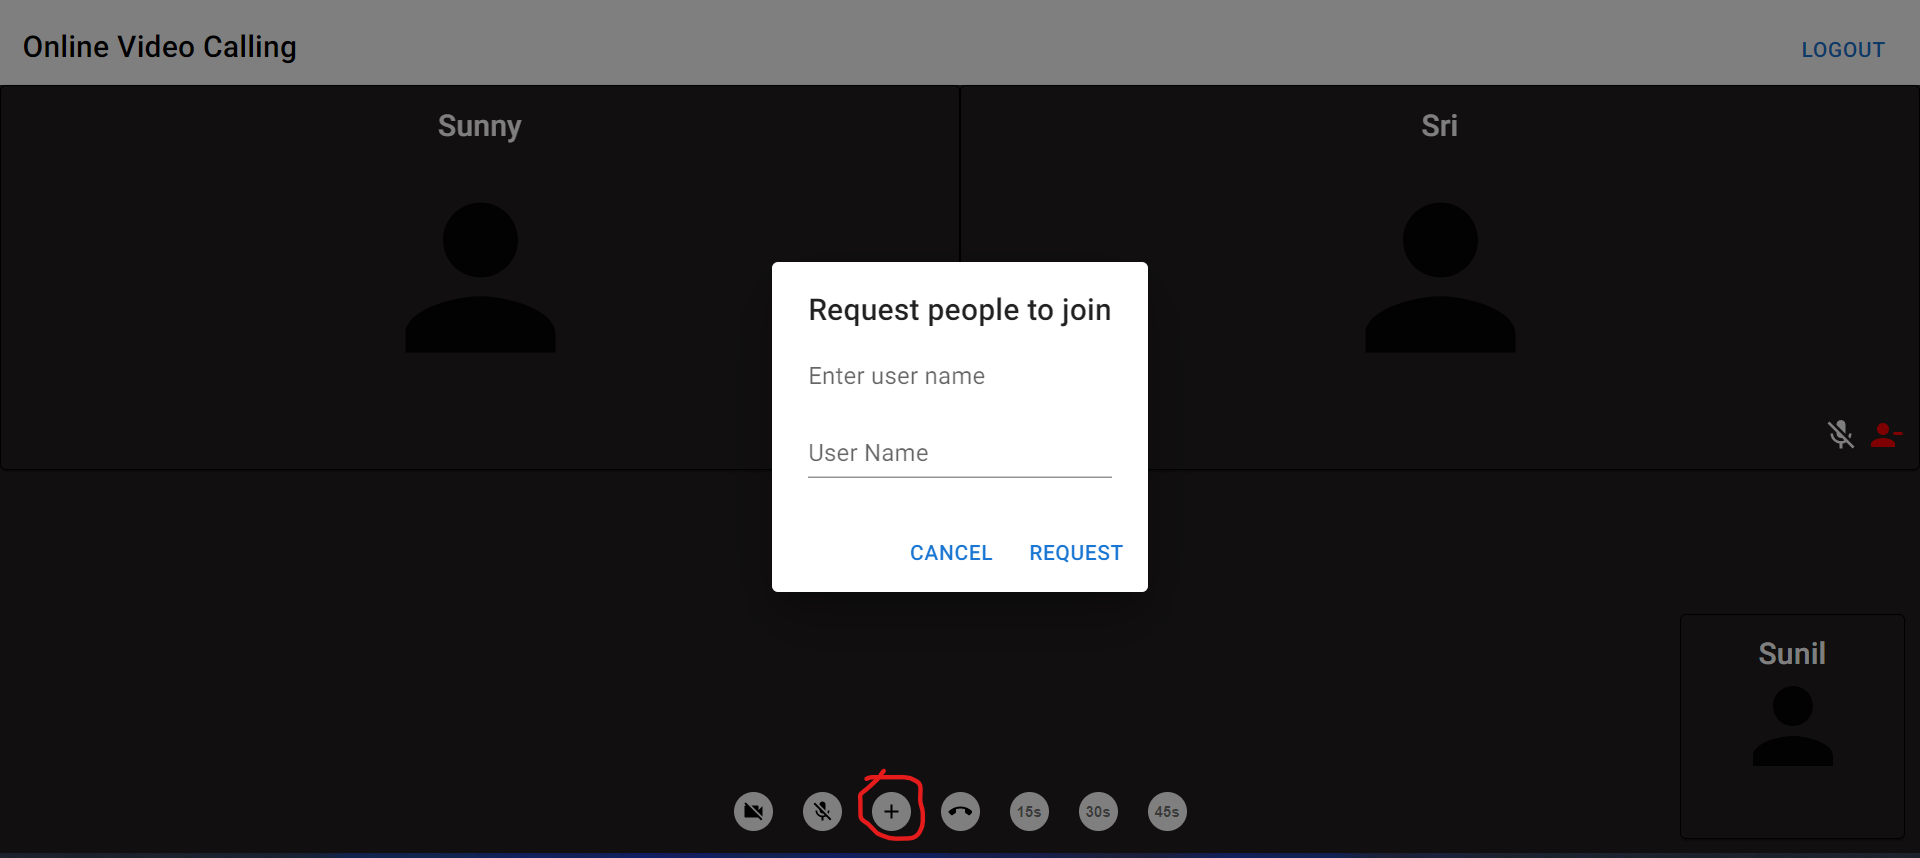 Online Video Calling
LOGOUT
Sunny
Sri
Request people to join
Enter user name
User Name
CANCEL REQUEST
Sunil
15s 30s 45s